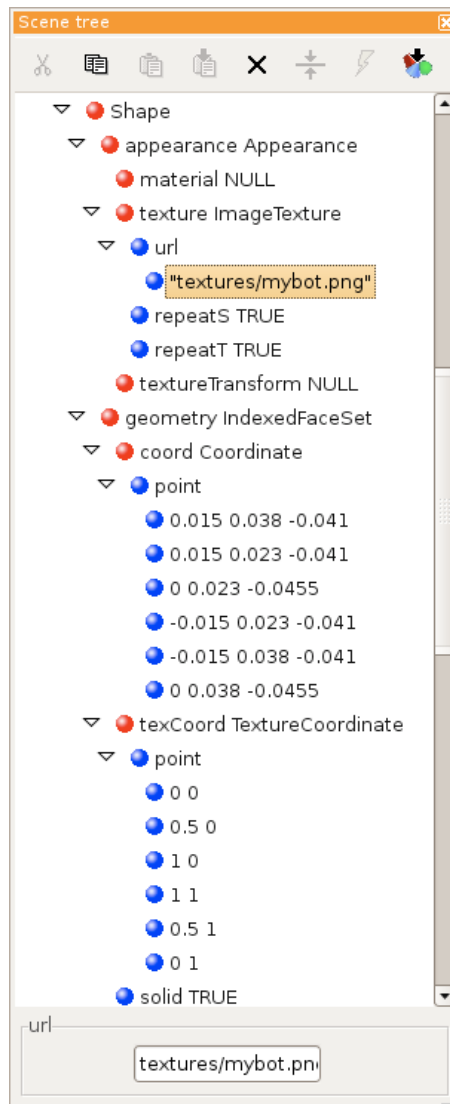 Scene tree
Shape
appearance Appearance
material NULL
texture ImageTexture
url
"textures/mybot.png"
repeatS TRUE
repeatT TRUE
textureTransform NULL
geometry IndexedFaceSet
coord Coordinate
point
0.015 0.038 -0.041
0.015 0.023 -0.041
0 0.023 -0.0455
-0.015 0.023 -0.041
-0.015 0.038 -0.041
0 0.038 -0.0455
texCoord TextureCoordinate
point
0 0
0.5 0
1 0
1 1
0.5 1
0 1
solid TRUE
url
textures/mybot.pn